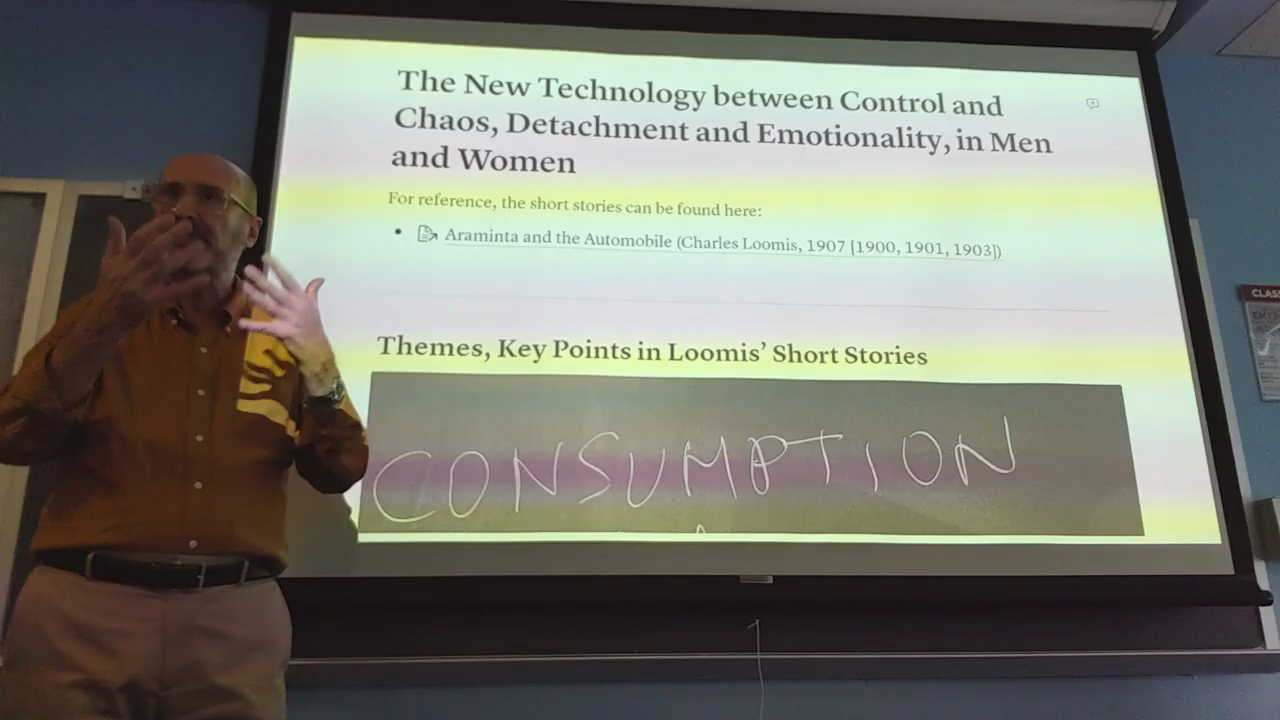 The New Technology between Control and
Chaos, Detachment and Emotionality, in Men
and Women
For reference, the short stories can be found here:
• Araminta and the Automobile (Charles Loomis, 1907 [1900, 1901, 1903])
Themes, Key Points in Loomis' Short Stories
CONSUMPTION
CLAS